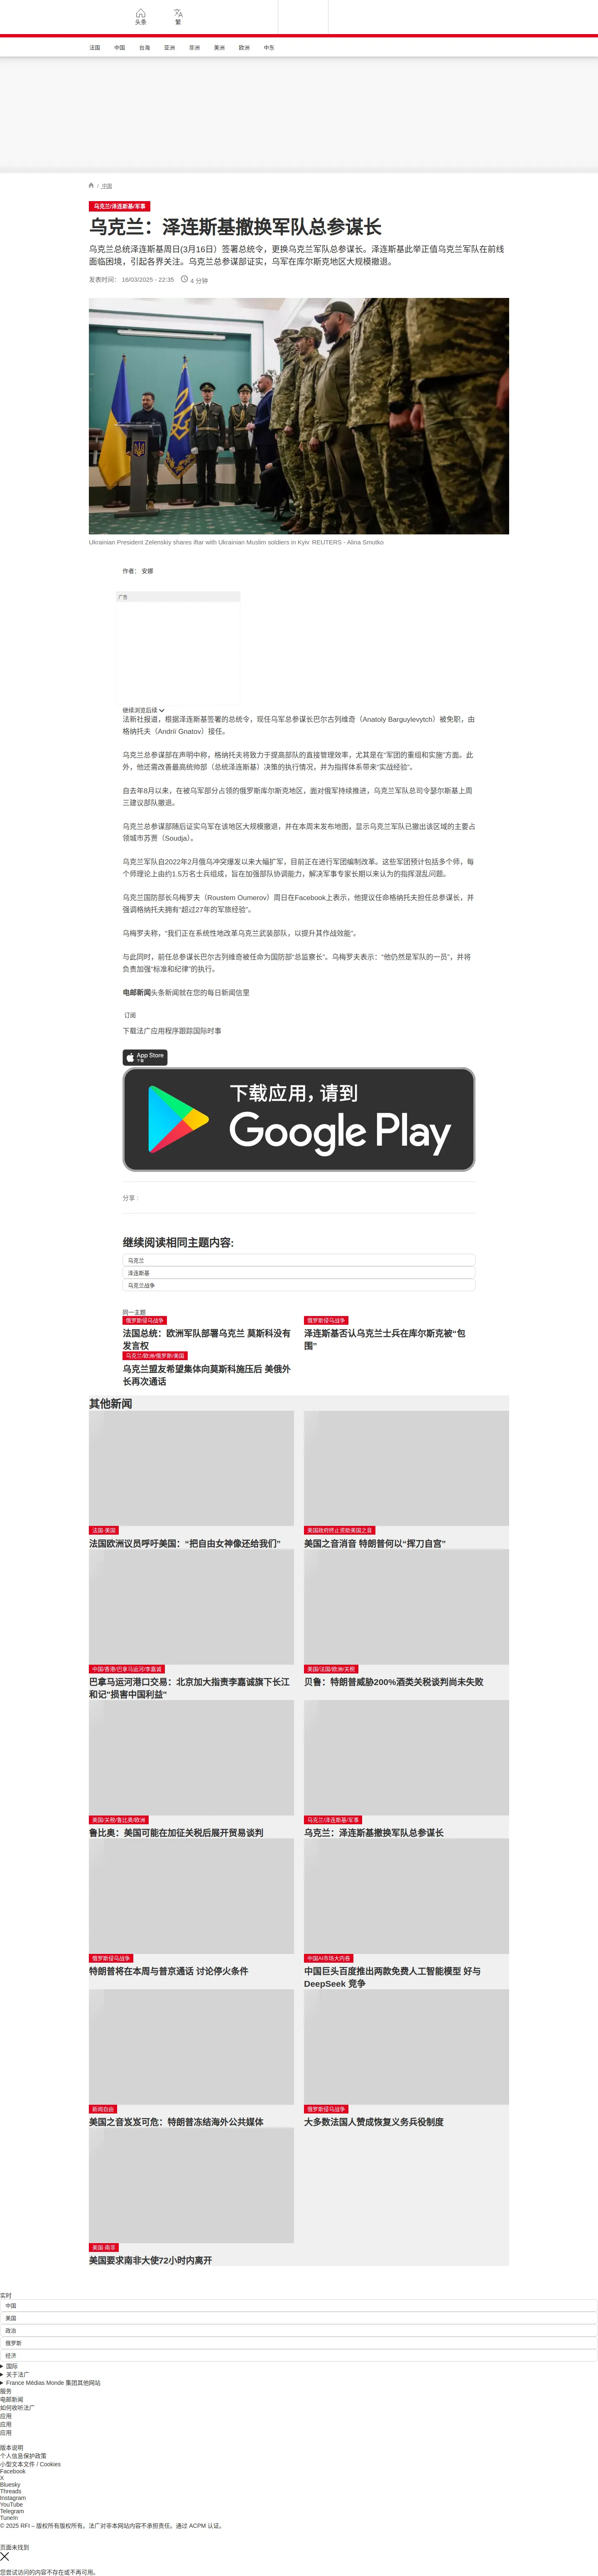 头条
繁
法国 中国 台海 亚洲 非洲 美洲 欧洲 中东
/ 中国
乌克兰/泽连斯基/军事
乌克兰：泽连斯基撤换军队总参谋长
乌克兰总统泽连斯基周日(3月16日）签署总统令，更换乌克兰军队总参谋长。泽连斯基此举正值乌克兰军队在前线
面临困境，引起各界关注。乌克兰总参谋部证实，乌军在库尔斯克地区大规模撤退。
发表时间： 16/03/2025 - 22:35 4 分钟
Ukrainian President Zelenskiy shares iftar with Ukrainian Muslim soldiers in Kyiv REUTERS - Alina Smutko
作者： 安娜
广告
继续浏览后续
法新社报道，根据泽连斯基签署的总统令，现任乌军总参谋长巴尔古列维奇（Anatoly Barguylevytch）被免职，由
格纳托夫（Andriï Gnatov）接任。
乌克兰总参谋部在声明中称，格纳托夫将致力于提高部队的直接管理效率，尤其是在“军团的重组和实施”方面。此
外，他还需改善最高统帅部（总统泽连斯基）决策的执行情况，并为指挥体系带来“实战经验”。
自去年8月以来，在被乌军部分占领的俄罗斯库尔斯克地区，面对俄军持续推进，乌克兰军队总司令瑟尔斯基上周
三建议部队撤退。
乌克兰总参谋部随后证实乌军在该地区大规模撤退，并在本周末发布地图，显示乌克兰军队已撤出该区域的主要占
领城市苏贾（Soudja）。
乌克兰军队自2022年2月俄乌冲突爆发以来大幅扩军，目前正在进行军团编制改革。这些军团预计包括多个师，每
个师理论上由约1.5万名士兵组成，旨在加强部队协调能力，解决军事专家长期以来认为的指挥混乱问题。
乌克兰国防部长乌梅罗夫（Roustem Oumerov）周日在Facebook上表示，他提议任命格纳托夫担任总参谋长，并
强调格纳托夫拥有“超过27年的军旅经验”。
乌梅罗夫称，“我们正在系统性地改革乌克兰武装部队，以提升其作战效能”。
与此同时，前任总参谋长巴尔古列维奇被任命为国防部“总监察长”。乌梅罗夫表示：“他仍然是军队的一员”，并将
负责加强“标准和纪律”的执行。
电邮新闻头条新闻就在您的每日新闻信里
订阅
下载法广应用程序跟踪国际时事
App Store
下载
下载应用，请到
Google Play
分享 :
继续阅读相同主题内容:
乌克兰
泽连斯基
乌克兰战争
同一主题
俄罗斯侵乌战争
法国总统：欧洲军队部署乌克兰 莫斯科没有
发言权
俄罗斯侵乌战争
泽连斯基否认乌克兰士兵在库尔斯克被“包
围”
乌克兰/欧洲/俄罗斯/美国
乌克兰盟友希望集体向莫斯科施压后 美俄外
长再次通话
其他新闻
法国·美国
法国欧洲议员呼吁美国：“把自由女神像还给我们”
美国政府终止资助美国之音
美国之音消音 特朗普何以“挥刀自宫”
中国/香港/巴拿马运河/李嘉诚
巴拿马运河港口交易：北京加大指责李嘉诚旗下长江
和记"损害中国利益"
美国/法国/欧洲/关税
贝鲁：特朗普威胁200%酒类关税谈判尚未失败
美国/关税/鲁比奥/欧洲
鲁比奥：美国可能在加征关税后展开贸易谈判
乌克兰/泽连斯基/军事
乌克兰：泽连斯基撤换军队总参谋长
俄罗斯侵乌战争
特朗普将在本周与普京通话 讨论停火条件
中国AI市场大内卷
中国巨头百度推出两款免费人工智能模型 好与
DeepSeek 竞争
新闻自由
美国之音岌岌可危：特朗普冻结海外公共媒体
俄罗斯侵乌战争
大多数法国人赞成恢复义务兵役制度
美国·南非
美国要求南非大使72小时内离开
实时
中国
美国
政治
俄罗斯
经济
国际
关于法广
France Médias Monde 集团其他网站
服务
电邮新闻
如何收听法广
应用
应用
应用
版本说明
个人信息保护政策
小型文本文件 / Cookies
Facebook
X
Bluesky
Threads
Instagram
YouTube
Telegram
TuneIn
© 2025 RFI – 版权所有版权所有。法广对非本网站内容不承担责任。通过 ACPM 认证。
页面未找到
您尝试访问的内容不存在或不再可用。